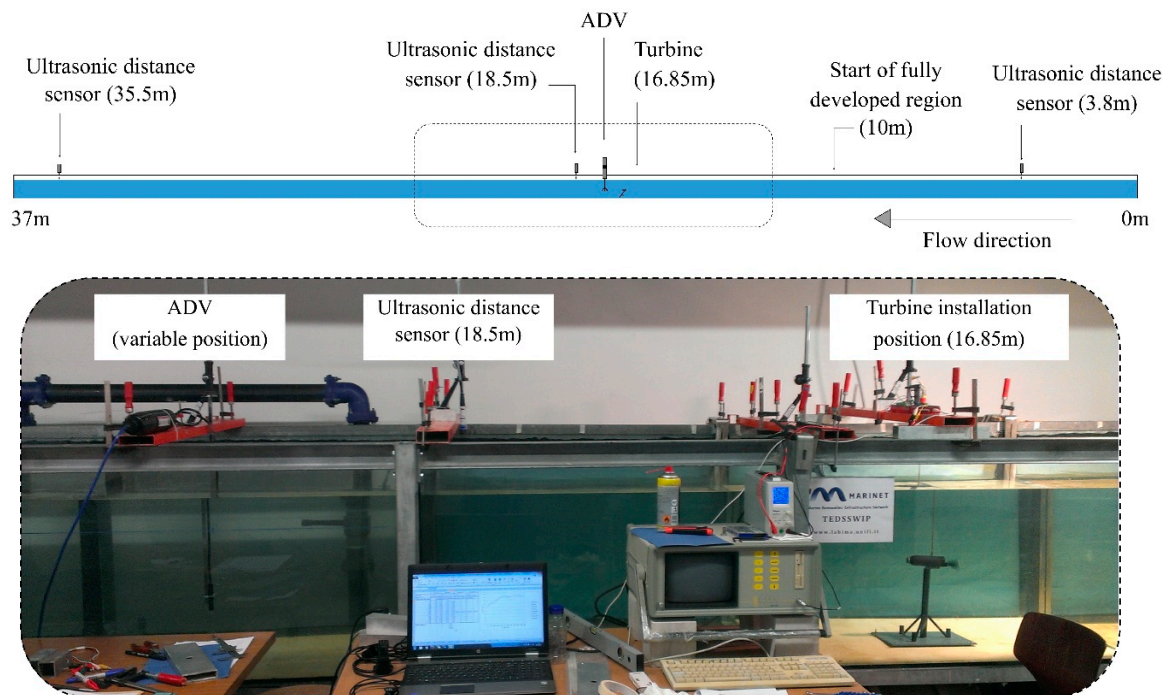 ADV
Ultrasonic distance
sensor (35.5m)
Ultrasonic distance
sensor (18.5m)
Turbine
(16.85m)
Start of fully
developed region
(10m)
Ultrasonic distance
sensor (3.8m)
37m
0m
Flow direction
ADV
(variable position)
Ultrasonic distance
sensor (18.5m)
Turbine installation
position (16.85m)
MARINET
TEDSSWIP